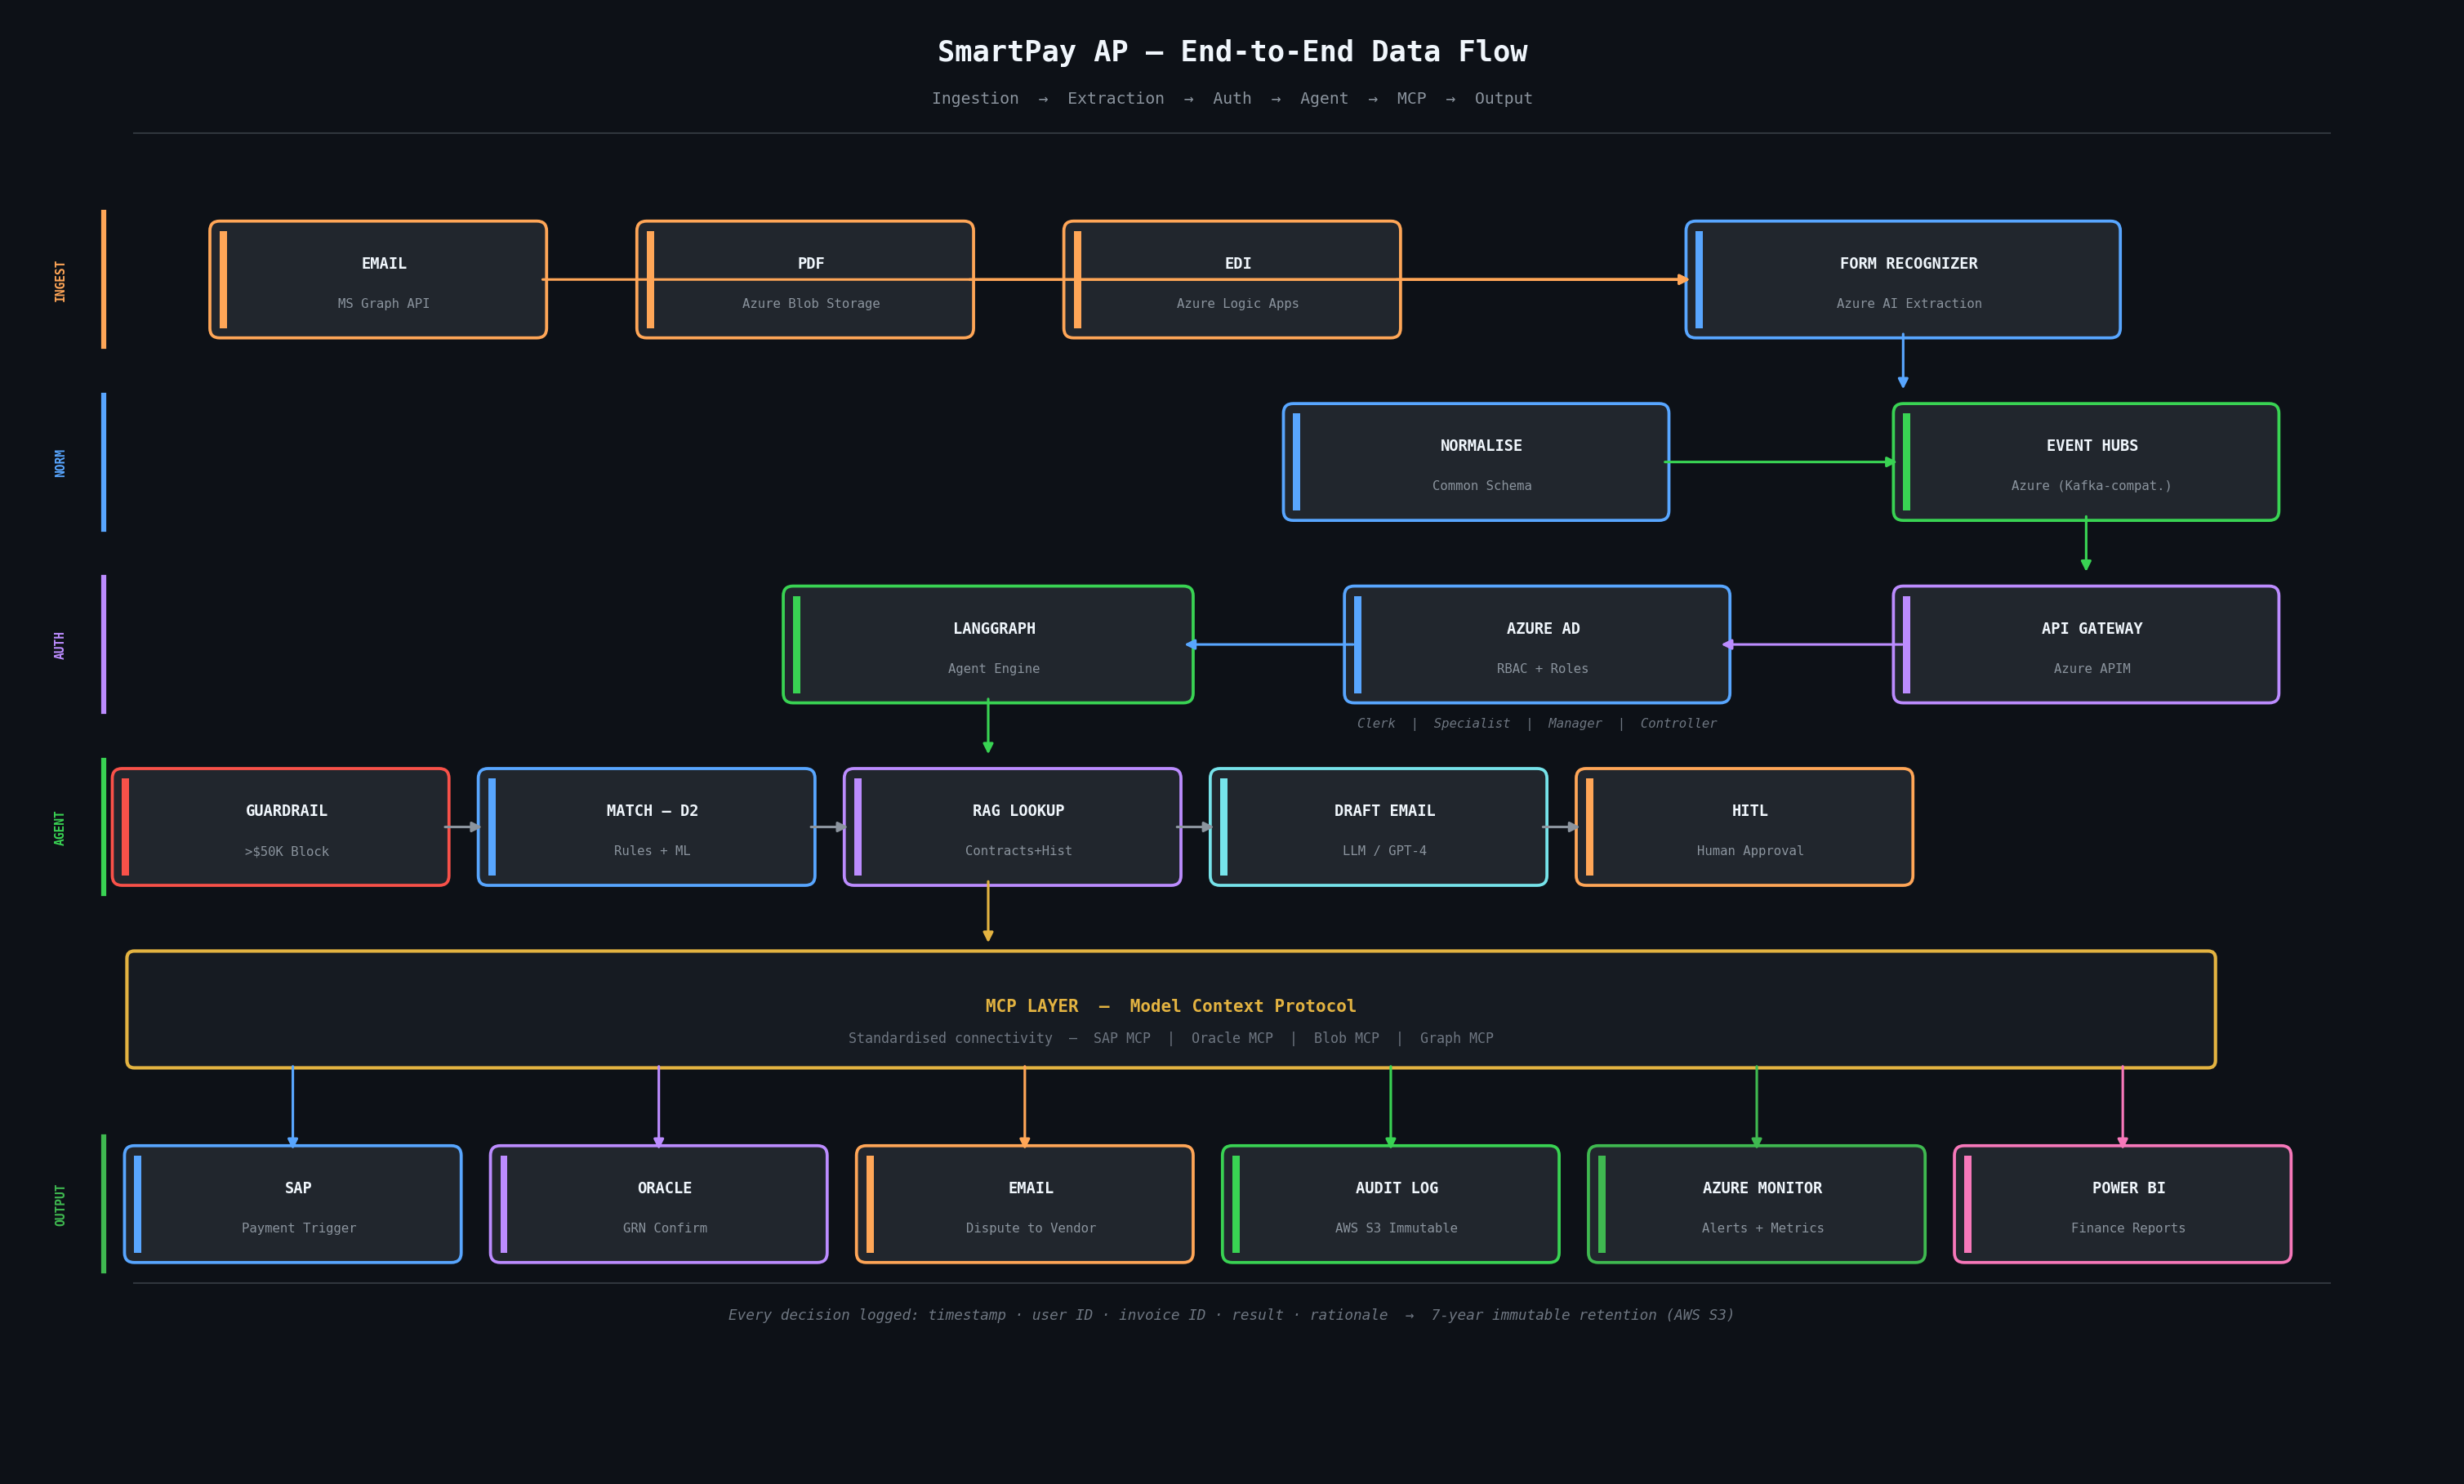 SmartPay AP — End-to-End Data Flow
Ingestion → Extraction → Auth → Agent → MCP → Output
INGEST
EMAIL
MS Graph API
PDF
Azure Blob Storage
EDI
Azure Logic Apps
FORM RECOGNIZER
Azure AI Extraction
NORM
NORMALISE
Common Schema
EVENT HUBS
Azure (Kafka-compat.)
AUTH
LANGGRAPH
Agent Engine
AZURE AD
RBAC + Roles
API GATEWAY
Azure APIM
Clerk | Specialist | Manager | Controller
AGENT
GUARDRAIL
>$50K Block
MATCH — D2
Rules + ML
RAG LOOKUP
Contracts+Hist
DRAFT EMAIL
LLM / GPT-4
HITL
Human Approval
MCP LAYER — Model Context Protocol
Standardised connectivity — SAP MCP | Oracle MCP | Blob MCP | Graph MCP
OUTPUT
SAP
Payment Trigger
ORACLE
GRN Confirm
EMAIL
Dispute to Vendor
AUDIT LOG
AWS S3 Immutable
AZURE MONITOR
Alerts + Metrics
POWER BI
Finance Reports
Every decision logged: timestamp · user ID · invoice ID · result · rationale → 7-year immutable retention (AWS S3)